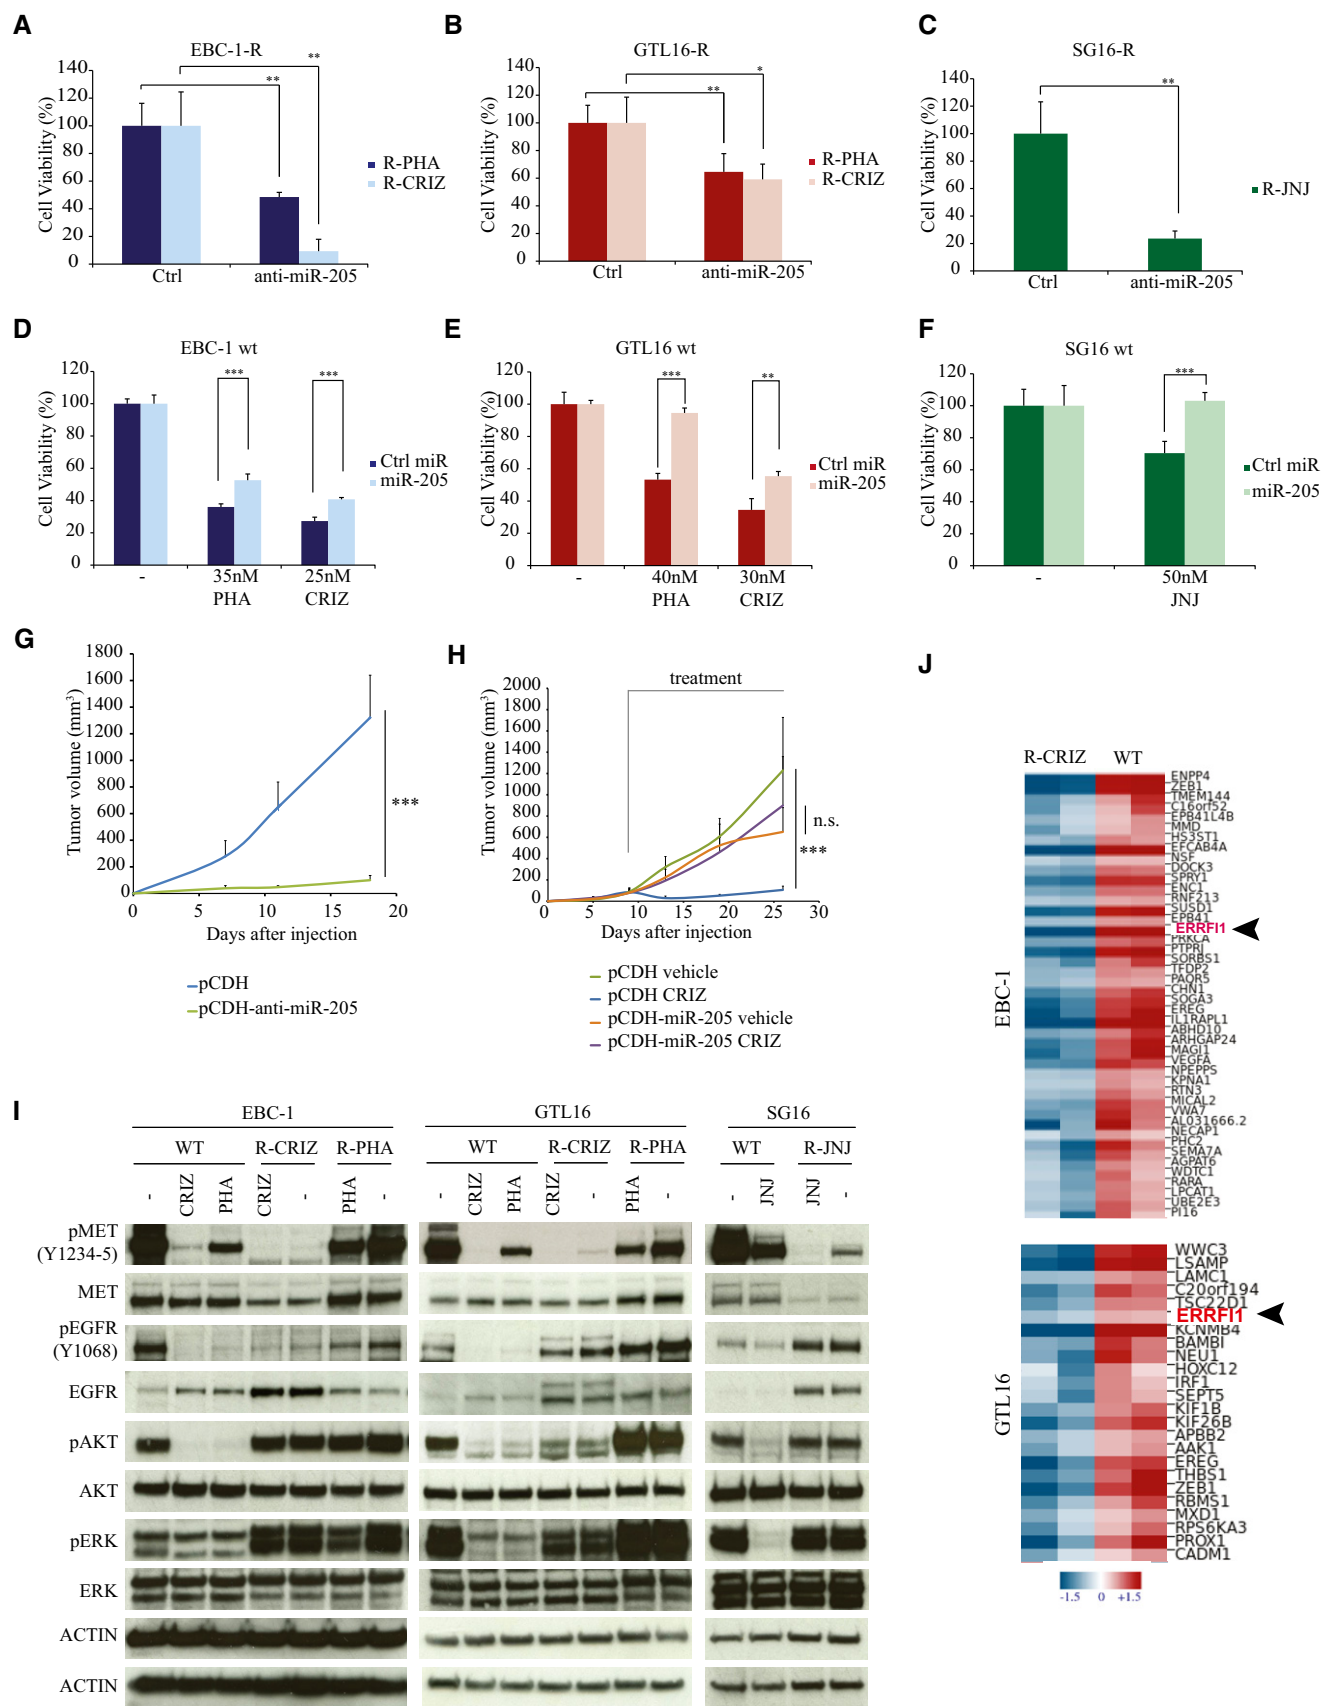 A
EBC-1-R
Cell Viability (%)
140
120
100
80
60
40
20
0
**
**
Ctrl
anti-miR-205
R-PHA
R-CRIZ
B
GTL16-R
Cell Viability (%)
140
120
100
80
60
40
20
0
**
*
Ctrl
anti-miR-205
R-PHA
R-CRIZ
C
SG16-R
Cell Viability (%)
140
120
100
80
60
40
20
0
**
Ctrl
anti-miR-205
R-JNJ
D
EBC-1 wt
Cell Viability (%)
120
100
80
60
40
20
0
***
***
-
35nM
25nM
PHA
CRIZ
Ctrl miR
miR-205
E
GTL16 wt
Cell Viability (%)
120
100
80
60
40
20
0
***
**
-
40nM
30nM
PHA
CRIZ
Ctrl miR
miR-205
F
SG16 wt
Cell Viability (%)
120
100
80
60
40
20
0
***
-
50nM
JNJ
Ctrl miR
miR-205
G
Tumor volume (mm³)
1800
1600
1400
1200
1000
800
600
400
200
0
0 5 10 15 20
***
Days after injection
pCDH
pCDH-anti-miR-205
H
Tumor volume (mm³)
2000
1800
1600
1400
1200
1000
800
600
400
200
0
0 5 10 15 20 25 30
treatment
n.s.
***
Days after injection
pCDH vehicle
pCDH CRIZ
pCDH-miR-205 vehicle
pCDH-miR-205 CRIZ
I
EBC-1
GTL16
SG16
WT R-CRIZ R-PHA
WT R-CRIZ R-PHA
WT R-JNJ
- CRIZ PHA CRIZ - PHA -
- CRIZ PHA CRIZ - PHA -
- JNJ JNJ -
pMET
(Y1234-5)
MET
pEGFR
(Y1068)
EGFR
pAKT
AKT
pERK
ERK
ACTIN
ACTIN
J
R-CRIZ WT
EBC-1
ENPP4
ZEB1
TMEM144
C16orf52
EPB41L4B
MMD
HS3ST1
EFCAB4A
NSF
DOCK3
SPRY1
ENC1
RNF213
SUSD1
EPB41
ERRFI1
PRKCA
PTPRJ
SORBS1
TFDP2
PAQR5
CHN1
SOGA3
EREG
IL1RAPL1
ABHD10
ARHGAP24
MAGI1
VEGFA
NPEPPS
KPNA1
RTN3
MICAL2
VWA7
AL031666.2
NECAP1
PHC2
SEMA7A
AGPAT6
WDTC1
RARA
LPCAT1
UBE2E3
PI16
GTL16
WWC3
LSAMP
LAMC1
C20orf194
TSC22D1
ERRFI1
KCNMB4
BAMBI
NEU1
HOXC12
IRF1
SEPT5
KIF1B
KIF26B
APBB2
AAK1
EREG
THBS1
ZEB1
RBMS1
MXD1
RPS6KA3
PROX1
CADM1
-1.5 0 +1.5